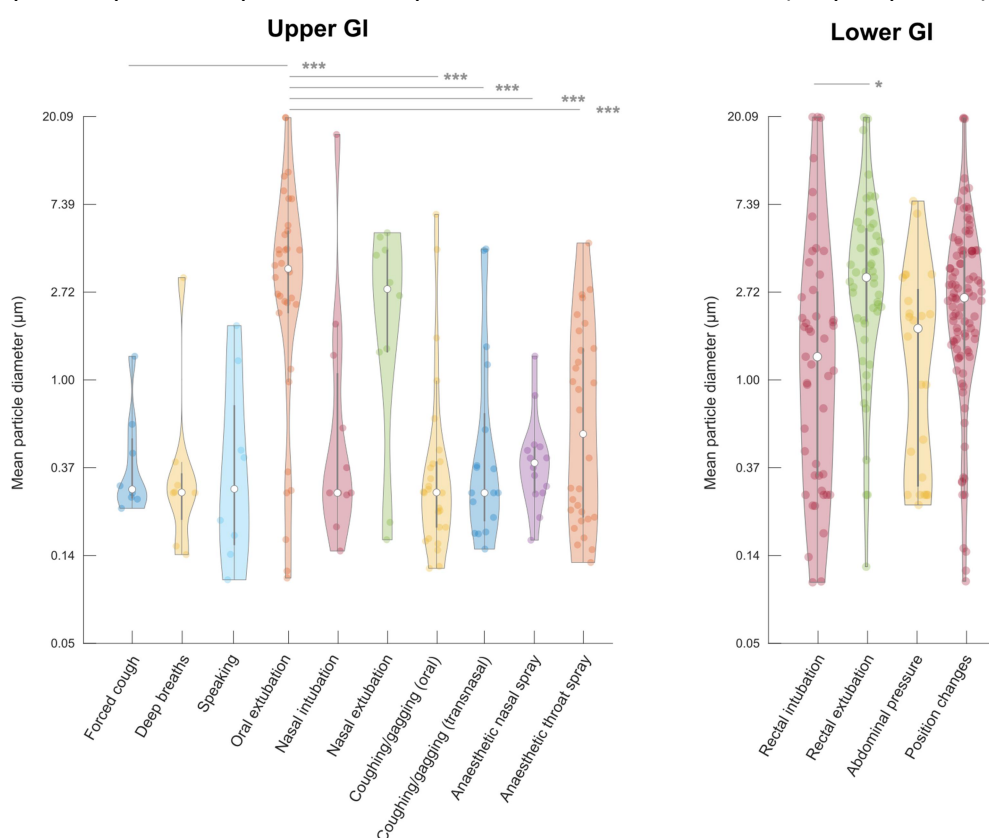 Upper GI
Lower GI
***
***
***
***
***
*
20.09
7.39
2.72
1.00
0.37
0.14
0.05
Mean particle diameter (µm)
Forced cough
Deep breaths
Speaking
Oral extubation
Nasal intubation
Nasal extubation
Coughing/gagging (oral)
Coughing/gagging (transnasal)
Anaesthetic nasal spray
Anaesthetic throat spray
20.09
7.39
2.72
1.00
0.37
0.14
0.05
Mean particle diameter (µm)
Rectal intubation
Rectal extubation
Abdominal pressure
Position changes